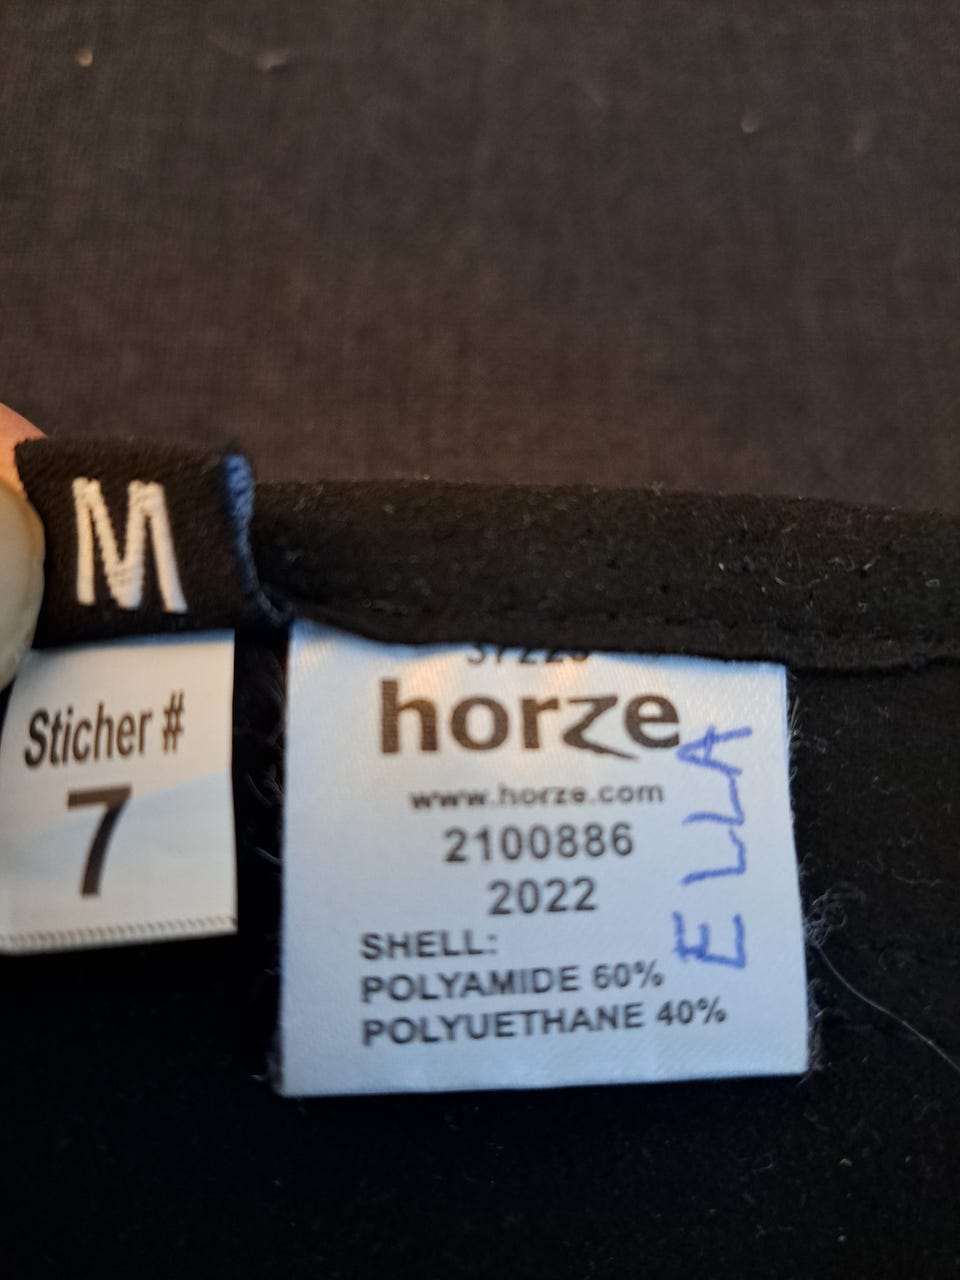 M
Sticher #
7
horze
www.horze.com
2100886
2022
SHELL:
POLYAMIDE 60%
POLYUETHANE 40%
ELLA